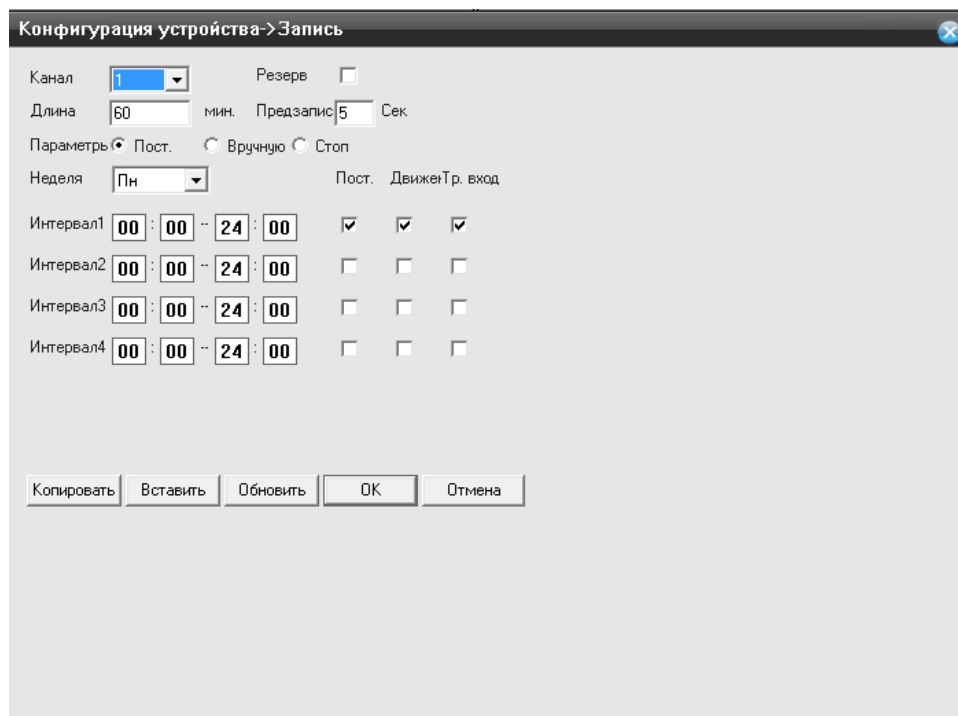 Конфигурация устройства->Запись
Канал 1 Резерв
Длина 60 мин. Предзапис 5 Сек
Параметры Пост. Вручную Стоп
Неделя Пн Пост. Движен Тр. вход
Интервал1 00 : 00 -- 24 : 00
Интервал2 00 : 00 -- 24 : 00
Интервал3 00 : 00 -- 24 : 00
Интервал4 00 : 00 -- 24 : 00
Копировать Вставить Обновить OK Отмена